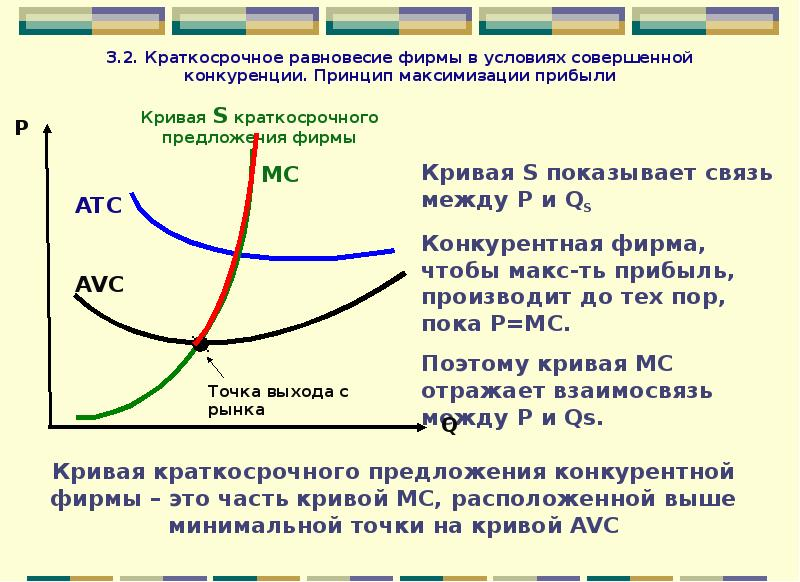 3.2. Краткосрочное равновесие фирмы в условиях совершенной
конкуренции. Принцип максимизации прибыли
Кривая S краткосрочного
предложения фирмы
P
MC
ATC
AVC
Точка выхода с
рынка
Q
Кривая S показывает связь
между P и QS
Конкурентная фирма,
чтобы макс-ть прибыль,
производит до тех пор,
пока P=MC.
Поэтому кривая MC
отражает взаимосвязь
между P и Qs.
Кривая краткосрочного предложения конкурентной
фирмы – это часть кривой MC, расположенной выше
минимальной точки на кривой AVC